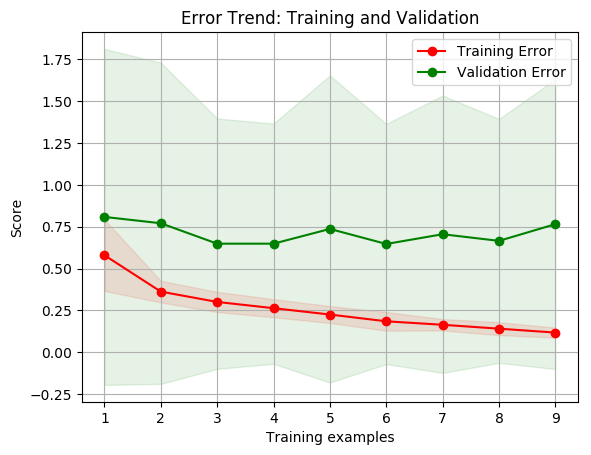 Error Trend: Training and Validation
Training Error
Validation Error
1.75
1.50
1.25
1.00
0.75
0.50
0.25
0.00
−0.25
Score
1 2 3 4 5 6 7 8 9
Training examples